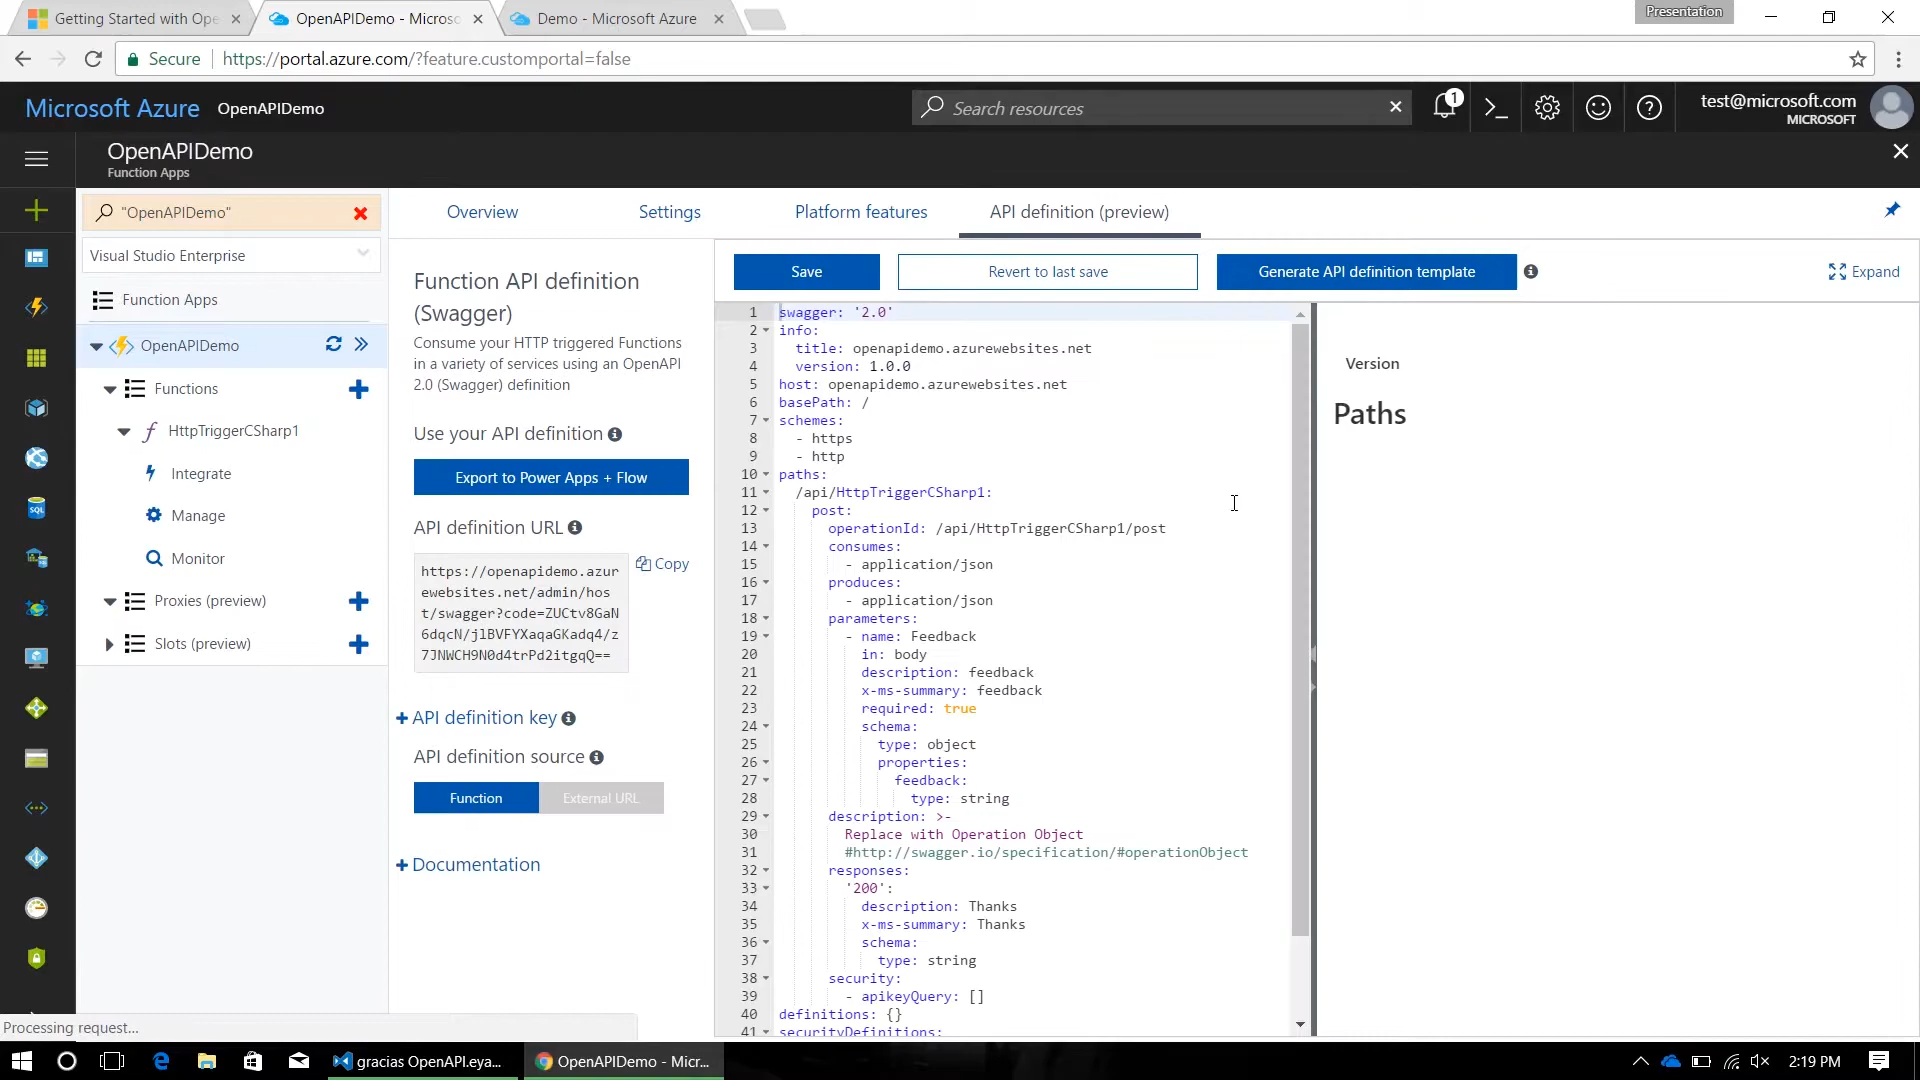 Presentation
Getting Started with Ope
OpenAPIDemo - Microso
Demo - Microsoft Azure
Secure
https://portal.azure.com/?feature.customportal=false
Microsoft Azure OpenAPIDemo
Search resources
1
test@microsoft.com
MICROSOFT
OpenAPIDemo
Function Apps
"OpenAPIDemo"
Visual Studio Enterprise
Function Apps
OpenAPIDemo
Functions
HttpTriggerCSharp1
Integrate
Manage
Monitor
Proxies (preview)
Slots (preview)
Overview
Settings
Platform features
API definition (preview)
Function API definition
(Swagger)
Consume your HTTP triggered Functions
in a variety of services using an OpenAPI
2.0 (Swagger) definition
Use your API definition
Export to Power Apps + Flow
API definition URL
https://openapidemo.azur
ewebsites.net/admin/hos
t/swagger?code=ZUCtv8GaN
6dqcN/jlBVFYXaqaGKadq4/z
7JNWCH9N0d4trPd2itgqQ==
Copy
API definition key
API definition source
Function
External URL
Documentation
Save
Revert to last save
Generate API definition template
Expand
1 swagger: '2.0'
2 info:
3 title: openapidemo.azurewebsites.net
4 version: 1.0.0
5 host: openapidemo.azurewebsites.net
6 basePath: /
7 schemes:
8 - https
9 - http
10 paths:
11 /api/HttpTriggerCSharp1:
12 post:
13 operationId: /api/HttpTriggerCSharp1/post
14 consumes:
15 - application/json
16 produces:
17 - application/json
18 parameters:
19 - name: Feedback
20 in: body
21 description: feedback
22 x-ms-summary: feedback
23 required: true
24 schema:
25 type: object
26 properties:
27 feedback:
28 type: string
29 description: >-
30 Replace with Operation Object
31 #http://swagger.io/specification/#operationObject
32 responses:
33 '200':
34 description: Thanks
35 x-ms-summary: Thanks
36 schema:
37 type: string
38 security:
39 - apikeyQuery: []
40 definitions: {}
41 securityDefinitions:
Version
Paths
Processing request...
gracias OpenAPI.eya...
OpenAPIDemo - Micr...
2:19 PM